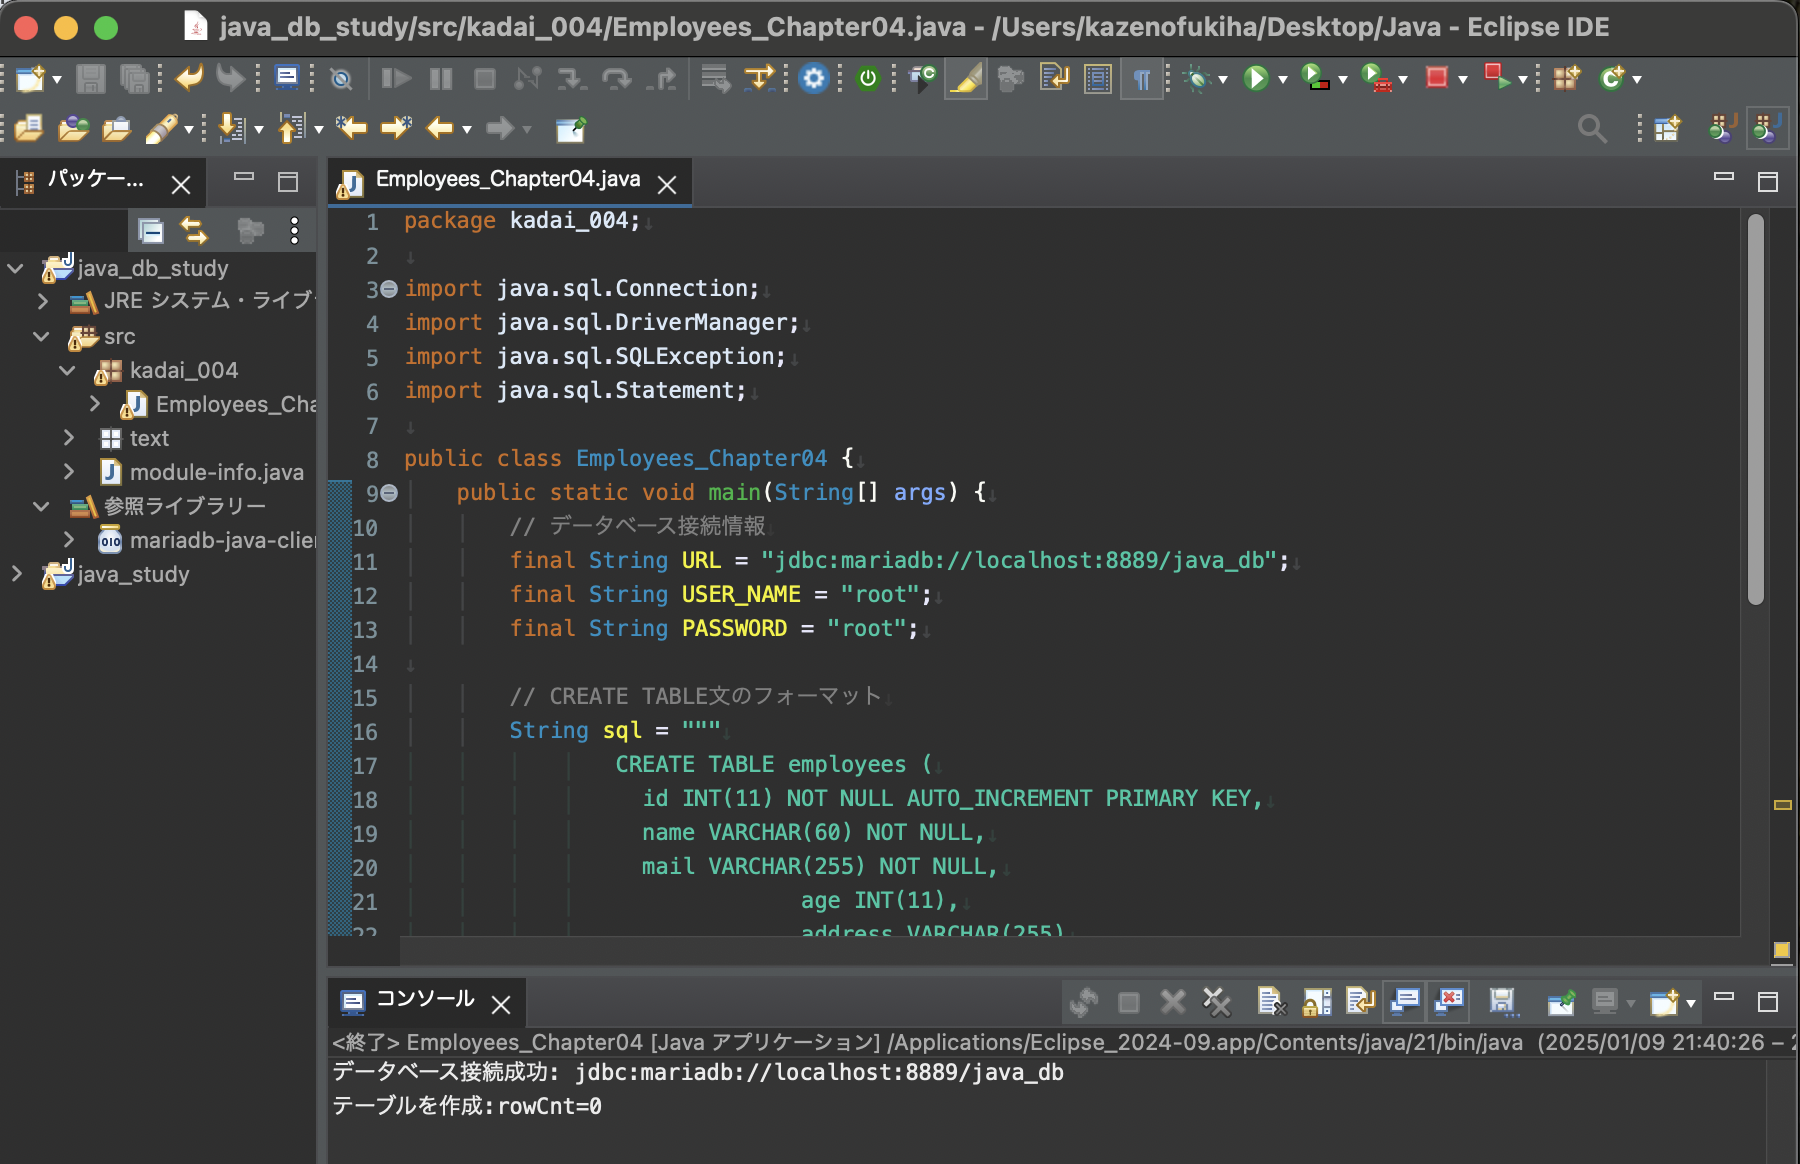 java_db_study/src/kadai_004/Employees_Chapter04.java - /Users/kazenofukiha/Desktop/Java - Eclipse IDE
パッケー...
java_db_study
JRE システム・ライブ
src
kadai_004
Employees_Cha
text
module-info.java
参照ライブラリー
mariadb-java-clie
java_study
Employees_Chapter04.java
1 package kadai_004;
2
3 import java.sql.Connection;
4 import java.sql.DriverManager;
5 import java.sql.SQLException;
6 import java.sql.Statement;
7
8 public class Employees_Chapter04 {
9 public static void main(String[] args) {
10 // データベース接続情報
11 final String URL = "jdbc:mariadb://localhost:8889/java_db";
12 final String USER_NAME = "root";
13 final String PASSWORD = "root";
14
15 // CREATE TABLE文のフォーマット
16 String sql = """
17 CREATE TABLE employees (
18 id INT(11) NOT NULL AUTO_INCREMENT PRIMARY KEY,
19 name VARCHAR(60) NOT NULL,
20 mail VARCHAR(255) NOT NULL,
21 age INT(11),
22 address VARCHAR(255)
コンソール
<終了> Employees_Chapter04 [Java アプリケーション] /Applications/Eclipse_2024-09.app/Contents/java/21/bin/java (2025/01/09 21:40:26 –
データベース接続成功: jdbc:mariadb://localhost:8889/java_db
テーブルを作成:rowCnt=0